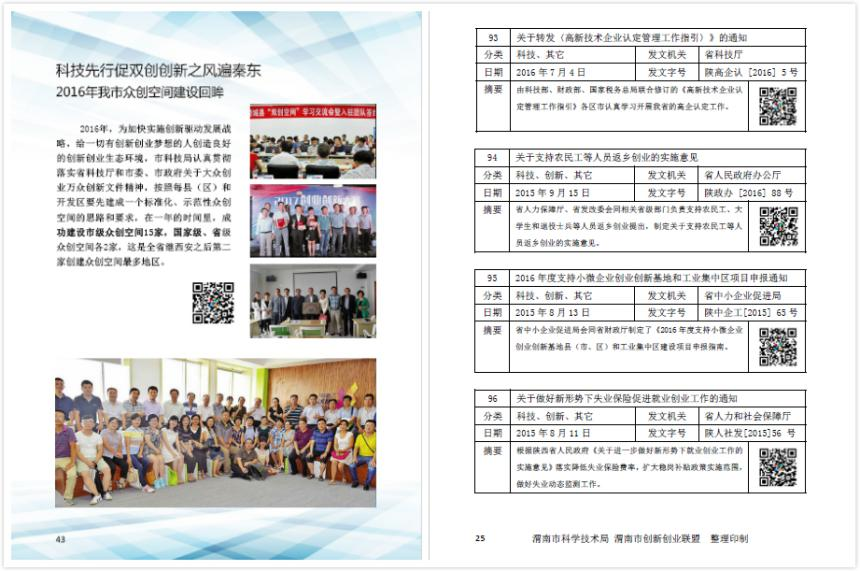 科技先行促双创创新之风遍秦东
2016年我市众创空间建设回眸
2016年，为加快实施创新驱动发展战
略，给一切有创新创业梦想的人创造良好
的创新创业生态环境，市科技局认真贯彻
落实省科技厅和市委、市政府关于大众创
业万众创新文件精神，按照每县（区）和
开发区要先建成一个标准化、示范性众创
空间的思路和要求，在一年的时间里，成
功建设市级众创空间15家，国家级、省级
众创空间各2家，这是全省继西安之后第二
家创建众创空间最多地区。
43
93 关于转发《高新技术企业认定管理工作指引》的通知
分类 科技、其它 发文机关 省科技厅
日期 2016 年 7 月 4 日 发文字号 陕高企认 [2016] 5 号
摘要 由科技部、财政部、国家税务总局联合修订的《高新技术企业认
定管理工作指引》各区市认真学习开展我省的高企认定工作。
94 关于支持农民工等人员返乡创业的实施意见
分类 科技、创新、其它 发文机关 省人民政府办公厅
日期 2015 年 9 月 15 日 发文字号 陕政办 [2016] 88 号
摘要 省人力保障厅、省发改委会同相关省级部门负责支持农民工、大
学生和退役士兵等人员返乡创业提出，制定关于支持农民工等人
员返乡创业的实施意见。
95 2016 年度支持小微企业创业创新基地和工业集中区项目申报通知
分类 科技、创新、其它 发文机关 省中小企业促进局
日期 2015 年 8 月 13 日 发文字号 陕中企工[2015] 65 号
摘要 省中小企业促进局会同省财政厅制定了《2016 年度支持小微企业
创业创新基地县（市、区）和工业集中区建设项目申报指南。
96 关于做好新形势下失业保险促进就业创业工作的通知
分类 科技、创新、其它 发文机关 省人力和社会保障厅
日期 2015 年 8 月 11 日 发文字号 陕人社发[2015]56 号
摘要 根据陕西省人民政府《关于进一步做好新形势下就业创业工作的
实施意见》落实降低失业保险费率，扩大稳岗补贴政策实施范围，
做好失业动态监测工作。
25 渭南市科学技术局 渭南市创新创业联盟 整理印制